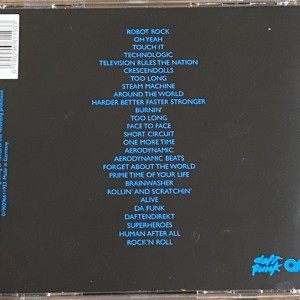 ROBOT ROCK
OH YEAH
TOUCH IT
TECHNOLOGIC
TELEVISION RULES THE NATION
CRESCENDOLLS
TOO LONG
STEAM MACHINE
AROUND THE WORLD
HARDER BETTER FASTER STRONGER
BURNIN'
TOO LONG
FACE TO FACE
SHORT CIRCUIT
ONE MORE TIME
AERODYNAMIC
AERODYNAMIC BEATS
FORGET ABOUT THE WORLD
PRIME TIME OF YOUR LIFE
BRAINWASHER
ROLLIN' AND SCRATCHIN'
ALIVE
DA FUNK
DAFTENDIREKT
SUPERHEROES
HUMAN AFTER ALL
ROCK'N ROLL
daft punk
Made in Germany